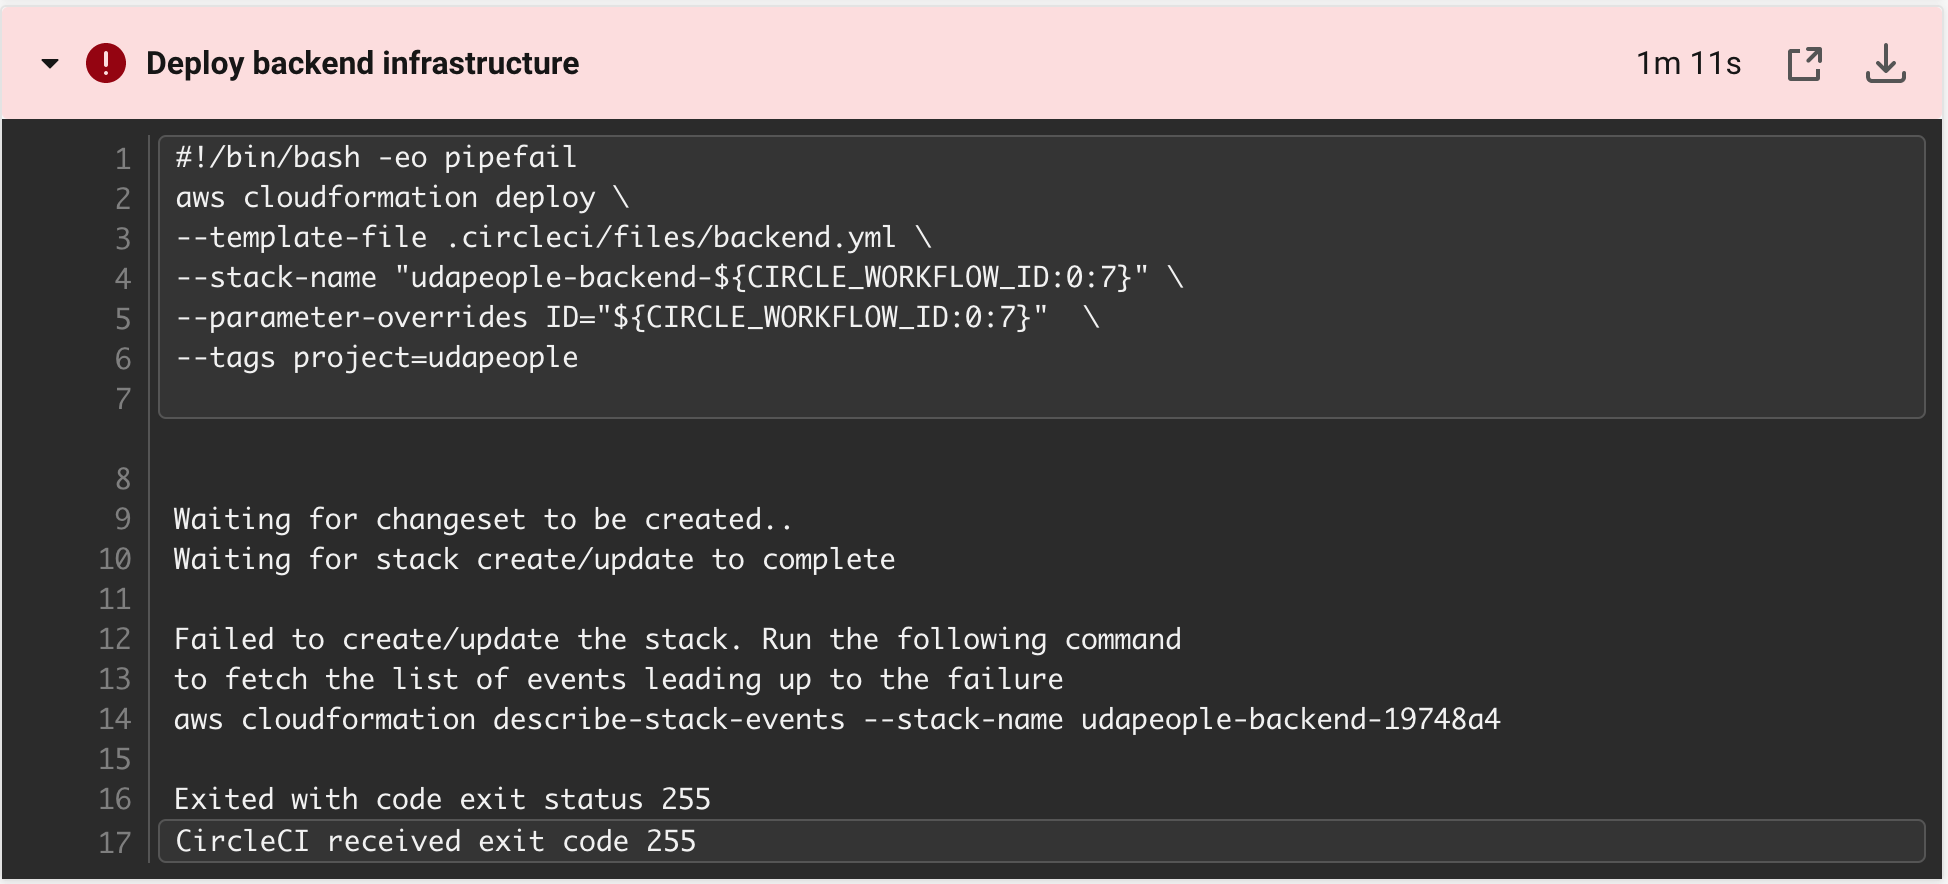 Deploy backend infrastructure
1m 11s
1 #!/bin/bash -eo pipefail
2 aws cloudformation deploy \
3 --template-file .circleci/files/backend.yml \
4 --stack-name "udapeople-backend-${CIRCLE_WORKFLOW_ID:0:7}" \
5 --parameter-overrides ID="${CIRCLE_WORKFLOW_ID:0:7}"  \
6 --tags project=udapeople
7
8
9 Waiting for changeset to be created..
10 Waiting for stack create/update to complete
11
12 Failed to create/update the stack. Run the following command
13 to fetch the list of events leading up to the failure
14 aws cloudformation describe-stack-events --stack-name udapeople-backend-19748a4
15
16 Exited with code exit status 255
17 CircleCI received exit code 255